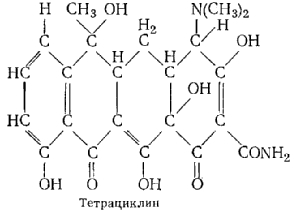 H CH₃ OH H₂ N(CH₃)₂
C C C C H OH
HC C C H C H C C
HC C C C OH C C
C C C C C CONH₂
OH O OH O
Тетрациклин